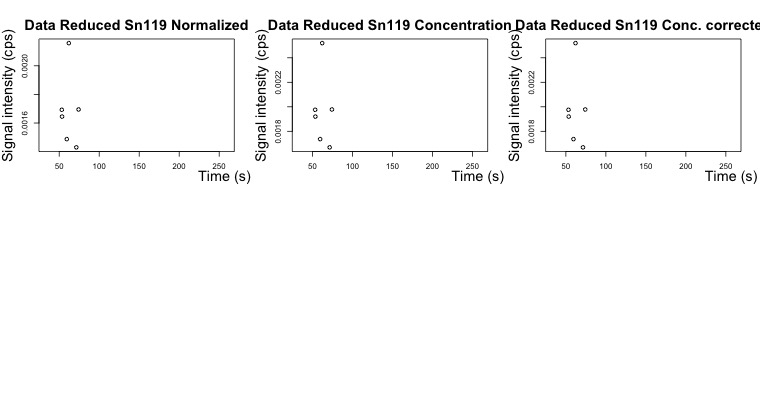 Data Reduced Sn119 Normalized
Signal intensity (cps)
0.0020
0.0016
50 100 150 200 250
Time (s)
Data Reduced Sn119 Concentration
Signal intensity (cps)
0.0022
0.0018
50 100 150 200 250
Time (s)
Data Reduced Sn119 Conc. correcte
Signal intensity (cps)
0.0022
0.0018
50 100 150 200 250
Time (s)